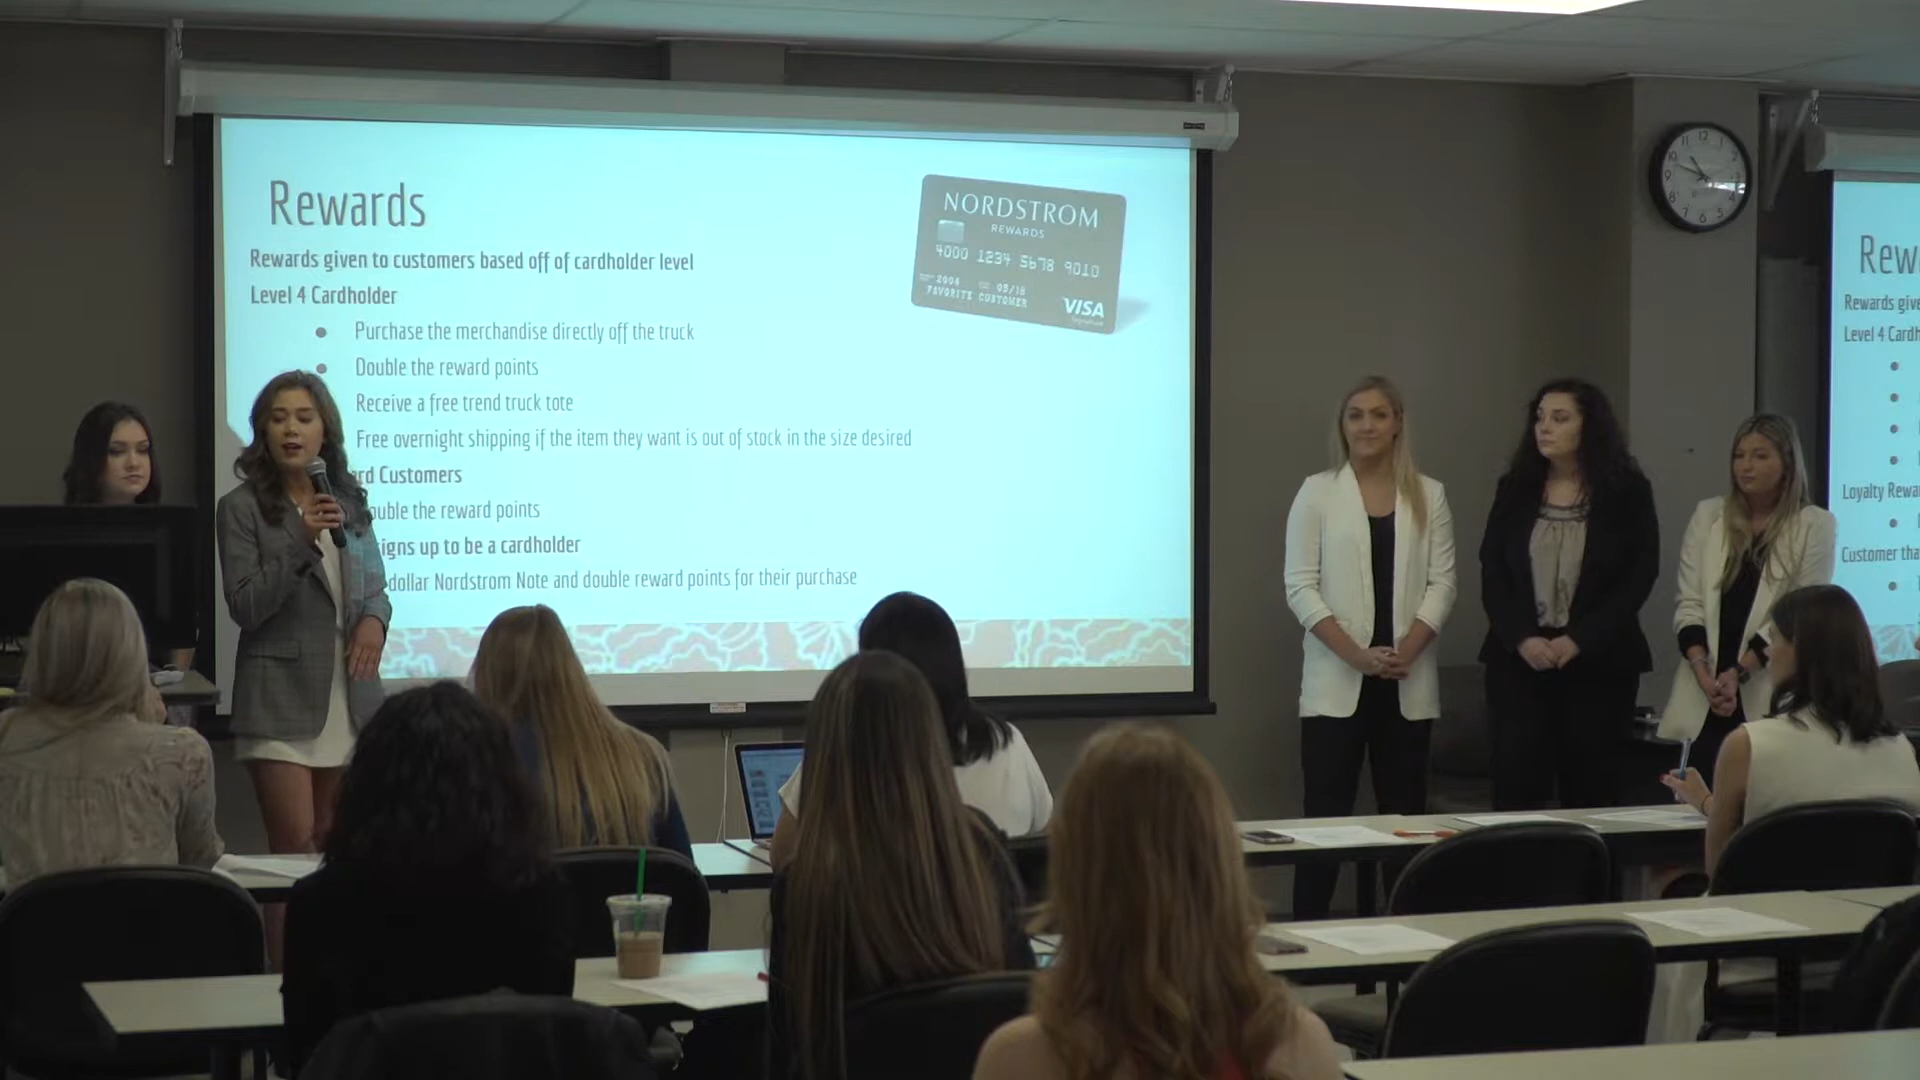 Rewards
NORDSTROM
REWARDS
4000 1234 5678 9010
2004 03/18
FAVORITE CUSTOMER
VISA
Rewards given to customers based off of cardholder level
Level 4 Cardholder
● Purchase the merchandise directly off the truck
● Double the reward points
Receive a free trend truck tote
Free overnight shipping if the item they want is out of stock in the size desired
rd Customers
ouble the reward points
igns up to be a cardholder
dollar Nordstrom Note and double reward points for their purchase
Rew
Rewards give
Level 4 Cardh
●
●
●
●
Loyalty Rewa
●
Customer tha
●